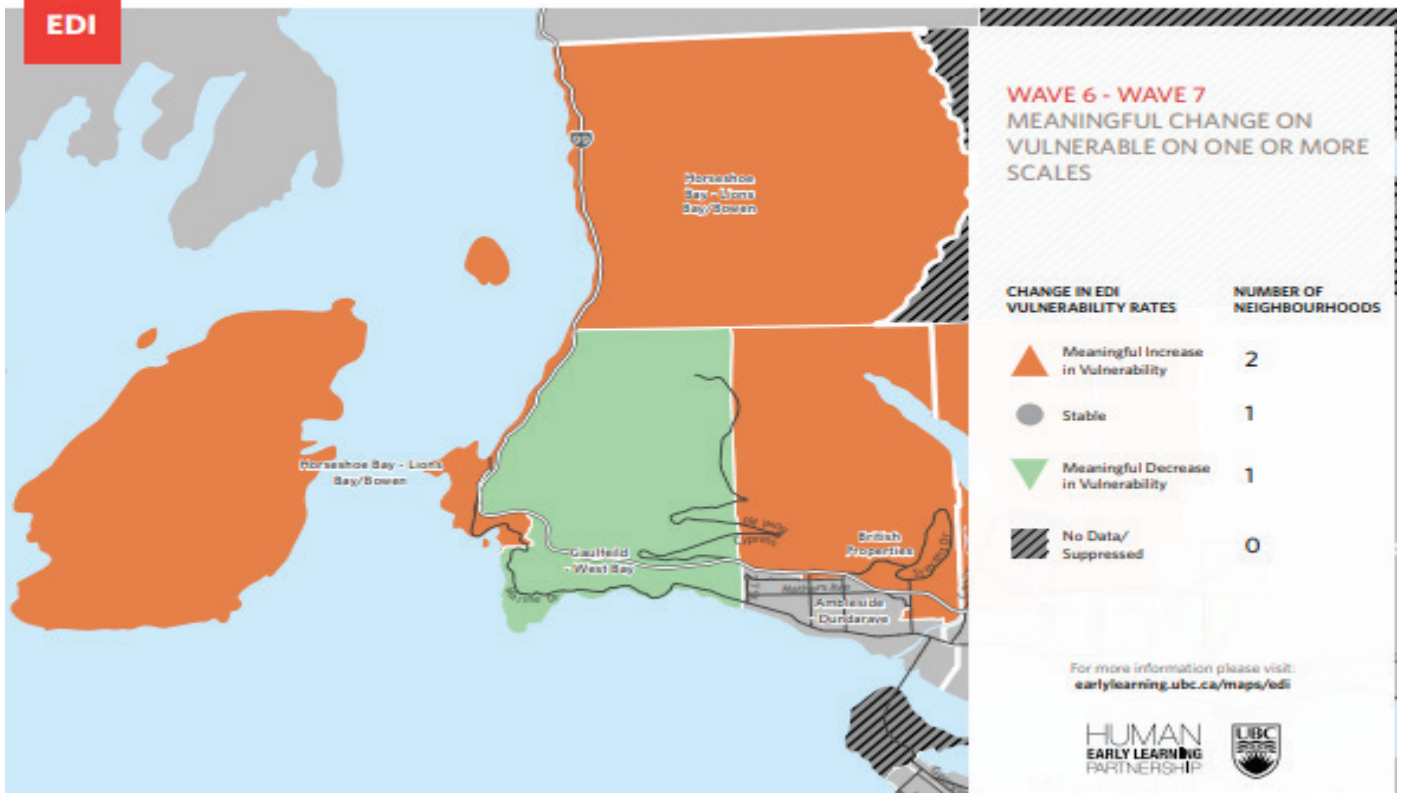 EDI
WAVE 6 - WAVE 7
MEANINGFUL CHANGE ON
VULNERABLE ON ONE OR MORE
SCALES
CHANGE IN EDI
VULNERABILITY RATES
NUMBER OF
NEIGHBOURHOODS
Meaningful Increase
in Vulnerability
2
Stable
1
Meaningful Decrease
in Vulnerability
1
No Data/
Suppressed
0
For more information please visit:
earlylearning.ubc.ca/maps/edi
HUMAN
EARLY LEARNING
PARTNERSHIP
UBC
99
Horseshoe
Bay - Lions
Bay/Bowen
Horseshoe Bay - Lions
Bay/Bowen
Caulfeild
- West Bay
Cypress
British
Properties
Ambleside
Dundarave